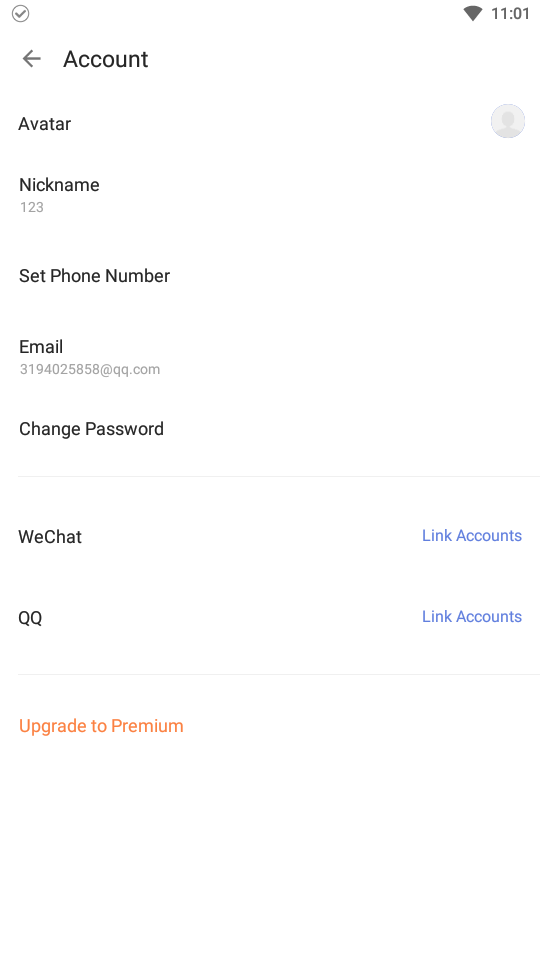 11:01
Account
Avatar
Nickname
123
Set Phone Number
Email
3194025858@qq.com
Change Password
WeChat Link Accounts
QQ Link Accounts
Upgrade to Premium